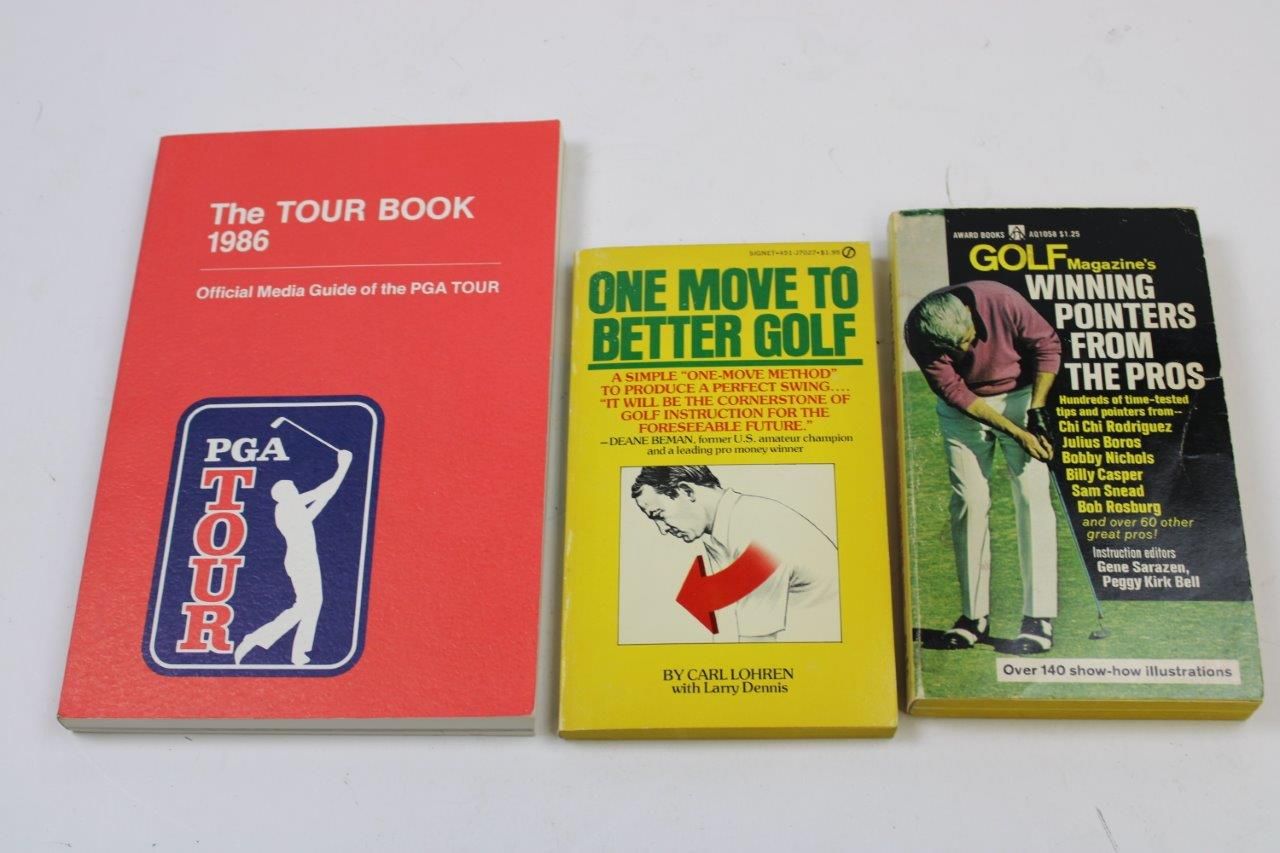 The TOUR BOOK
1986
Official Media Guide of the PGA TOUR
PGA
TOUR
SIGNET•451-J7027•$1.95
ONE MOVE TO
BETTER GOLF
A SIMPLE "ONE-MOVE METHOD"
TO PRODUCE A PERFECT SWING....
"IT WILL BE THE CORNERSTONE OF
GOLF INSTRUCTION FOR THE
FORESEEABLE FUTURE."
—DEANE BEMAN, former U.S. amateur champion
and a leading pro money winner
BY CARL LOHREN
with Larry Dennis
AWARD BOOKS AQ1058 $1.25
GOLF Magazine's
WINNING
POINTERS
FROM
THE PROS
Hundreds of time-tested
tips and pointers from--
Chi Chi Rodriguez
Julius Boros
Bobby Nichols
Billy Casper
Sam Snead
Bob Rosburg
and over 60 other
great pros!
Instruction editors
Gene Sarazen,
Peggy Kirk Bell
Over 140 show-how illustrations